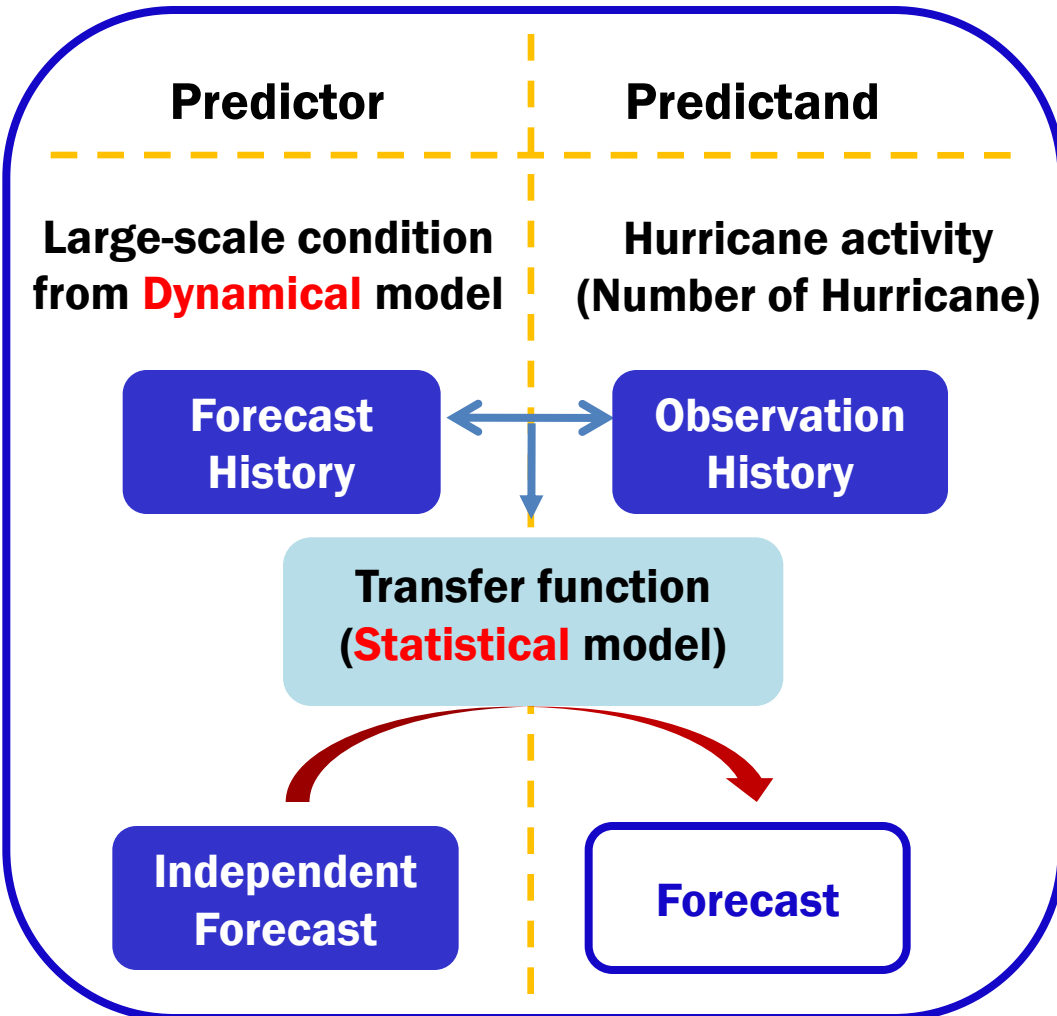 Predictor
Predictand
Large-scale condition
from Dynamical model
Hurricane activity
(Number of Hurricane)
Forecast
History
Observation
History
Transfer function
(Statistical model)
Independent
Forecast
Forecast